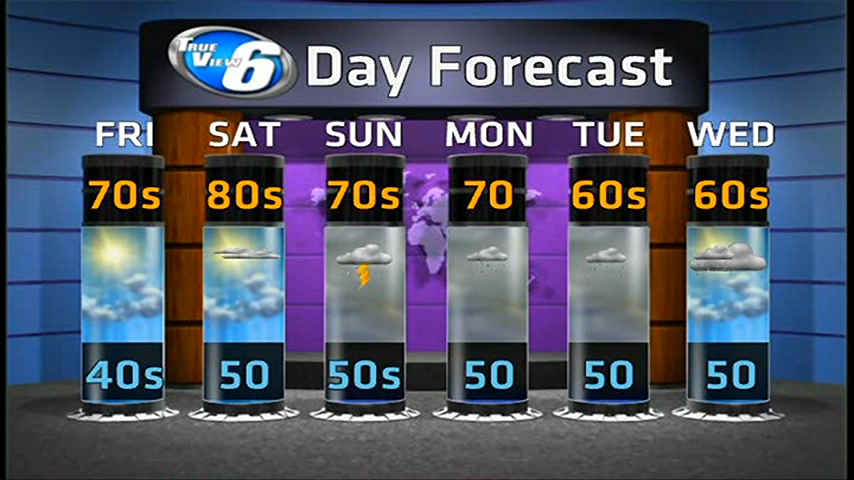 TRUE VIEW 6 Day Forecast
FRI SAT SUN MON TUE WED
70s 80s 70s 70 60s 60s
40s 50 50s 50 50 50